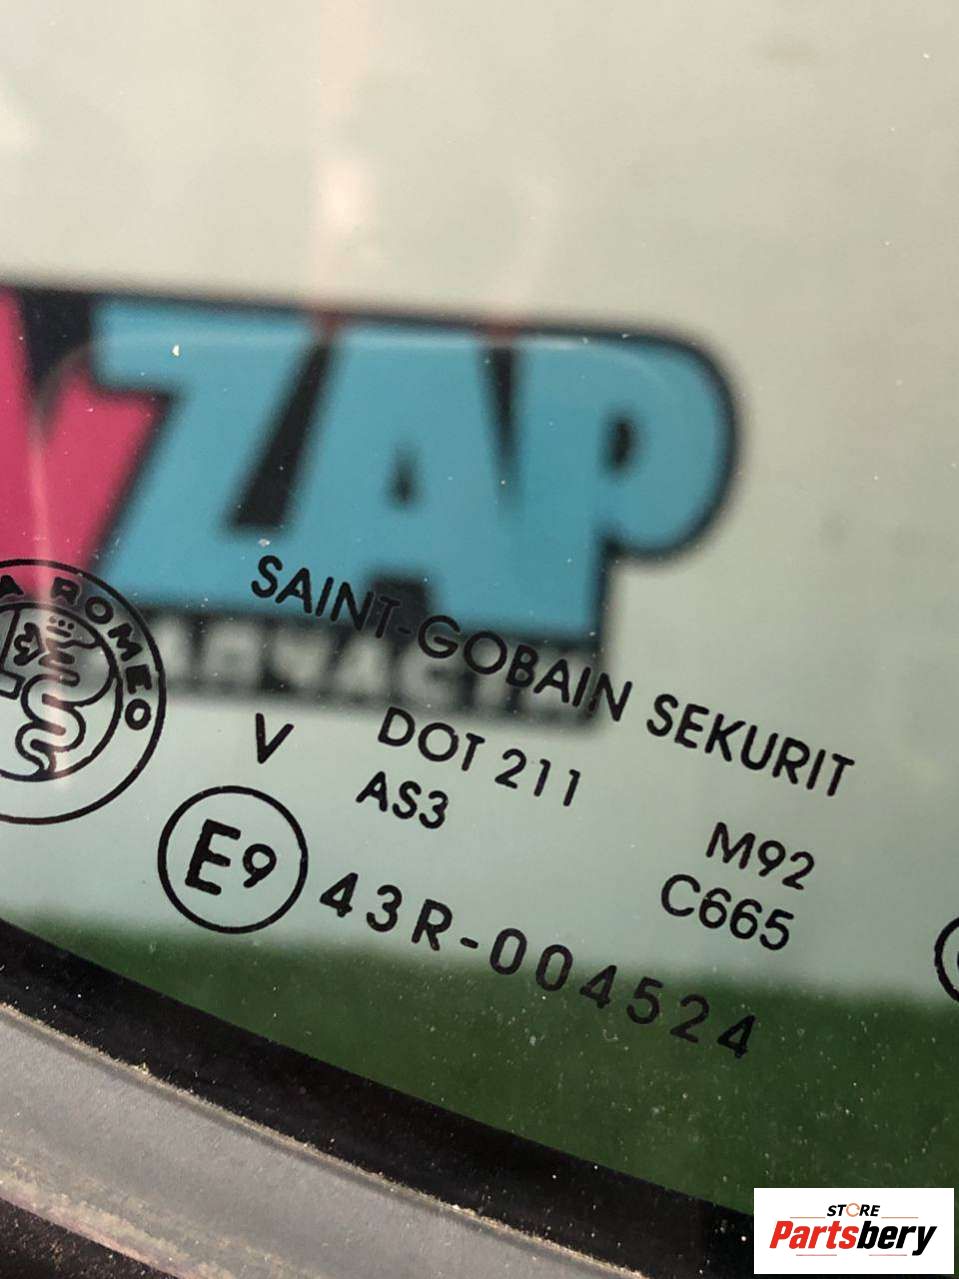 ZAP
A ROMEO
SAINT-GOBAIN SEKURIT
V
DOT 211
AS3
M92
C665
E9
43R-004524
STORE
Partsbery